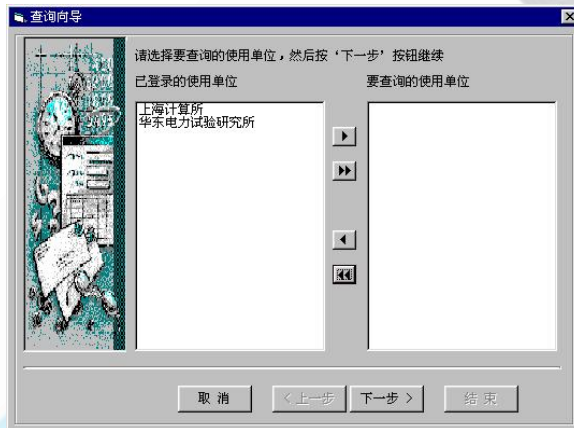 查询向导
请选择要查询的使用单位，然后按‘下一步’按钮继续
已登录的使用单位
要查询的使用单位
上海计算所
华东电力试验研究所
取 消
< 上一步
下一步 >
结 束